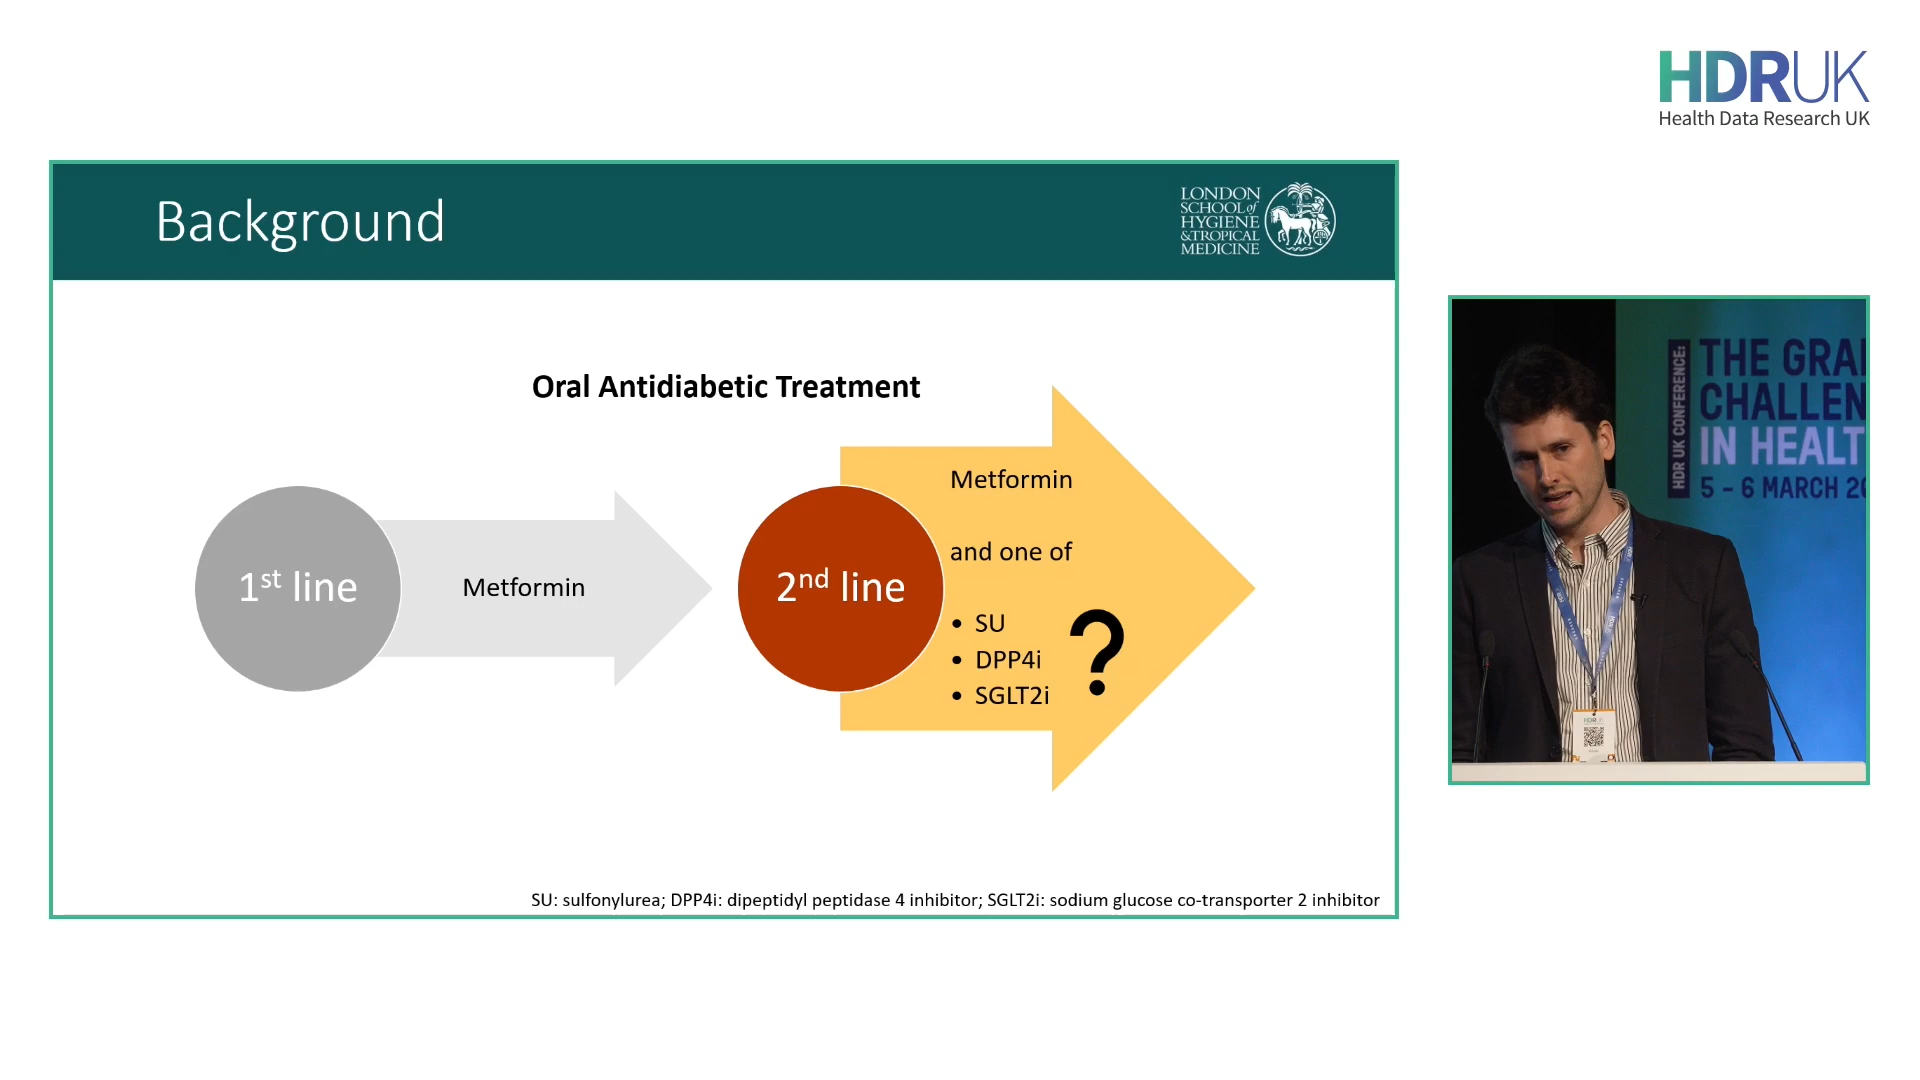 HDRUK
Health Data Research UK
Background
LONDON
SCHOOL of
HYGIENE
& TROPICAL
MEDICINE
Oral Antidiabetic Treatment
1st line
Metformin
2nd line
Metformin
and one of
• SU
• DPP4i
• SGLT2i
?
SU: sulfonylurea; DPP4i: dipeptidyl peptidase 4 inhibitor; SGLT2i: sodium glucose co-transporter 2 inhibitor
HDR UK CONFERENCE:
THE GRA
CHALLEN
IN HEALT
5 - 6 MARCH 20